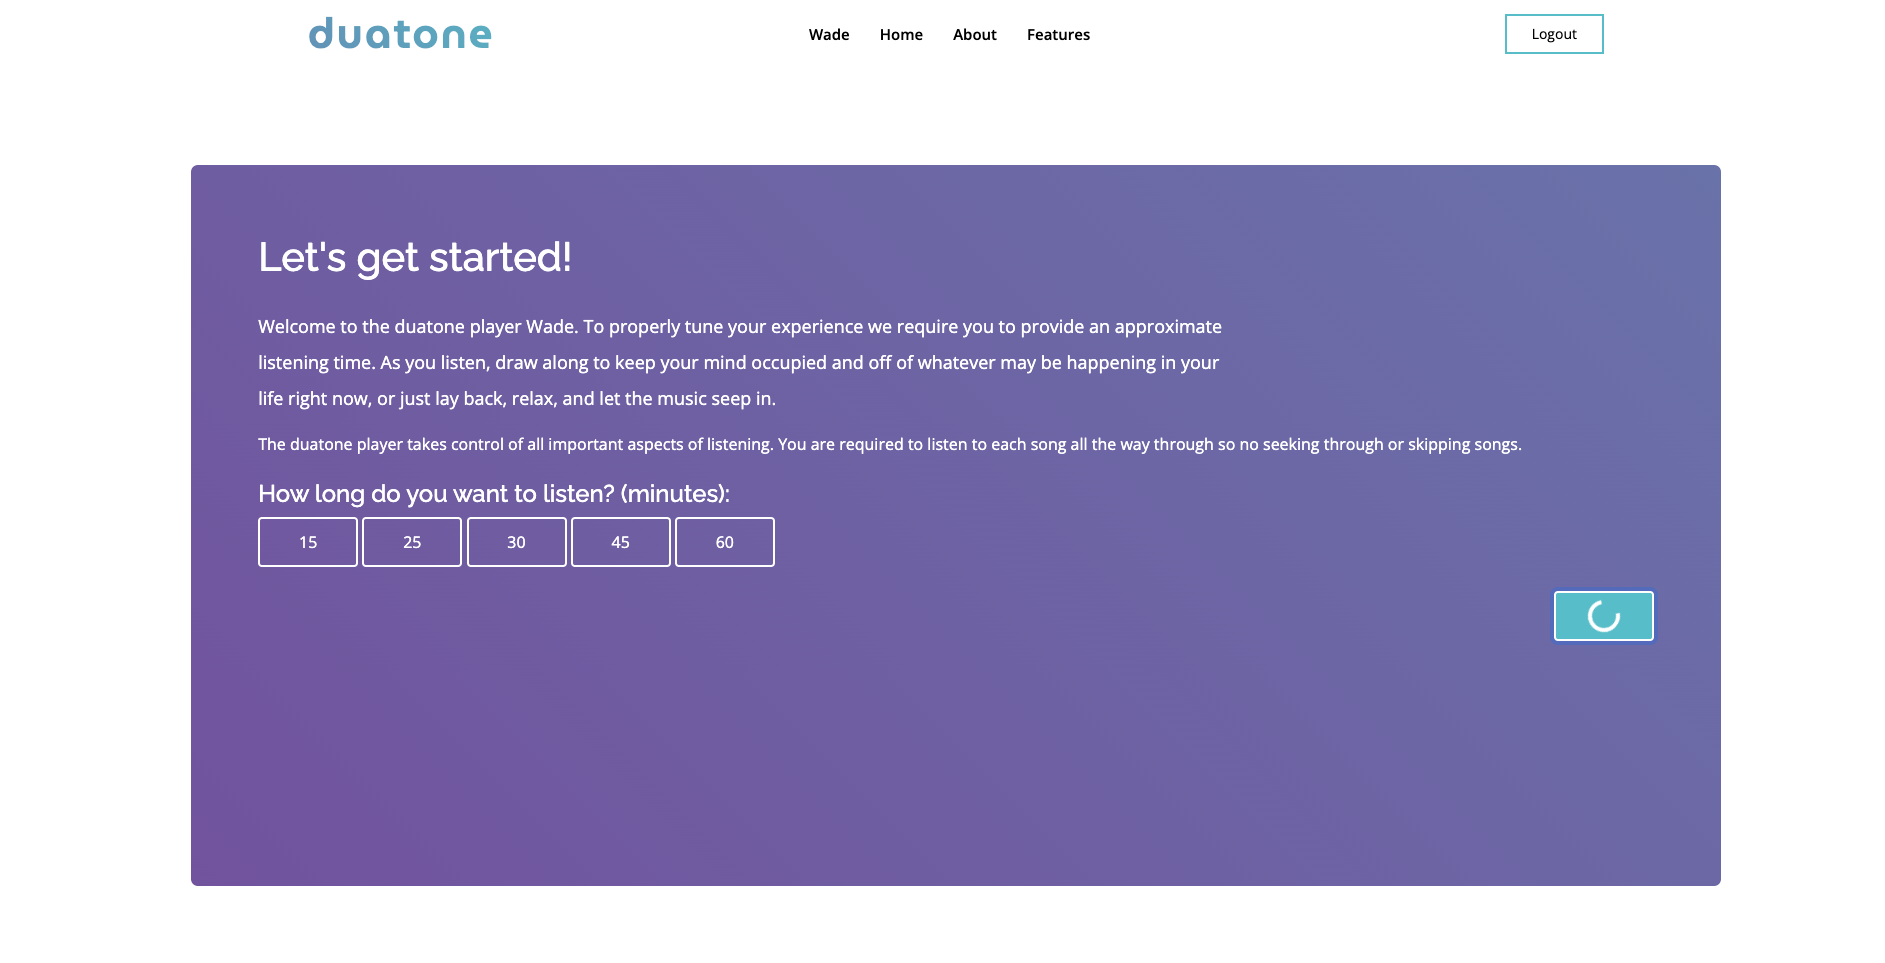 duatone
Wade Home About Features
Logout
Let's get started!
Welcome to the duatone player Wade. To properly tune your experience we require you to provide an approximate
listening time. As you listen, draw along to keep your mind occupied and off of whatever may be happening in your
life right now, or just lay back, relax, and let the music seep in.
The duatone player takes control of all important aspects of listening. You are required to listen to each song all the way through so no seeking through or skipping songs.
How long do you want to listen? (minutes):
15 25 30 45 60